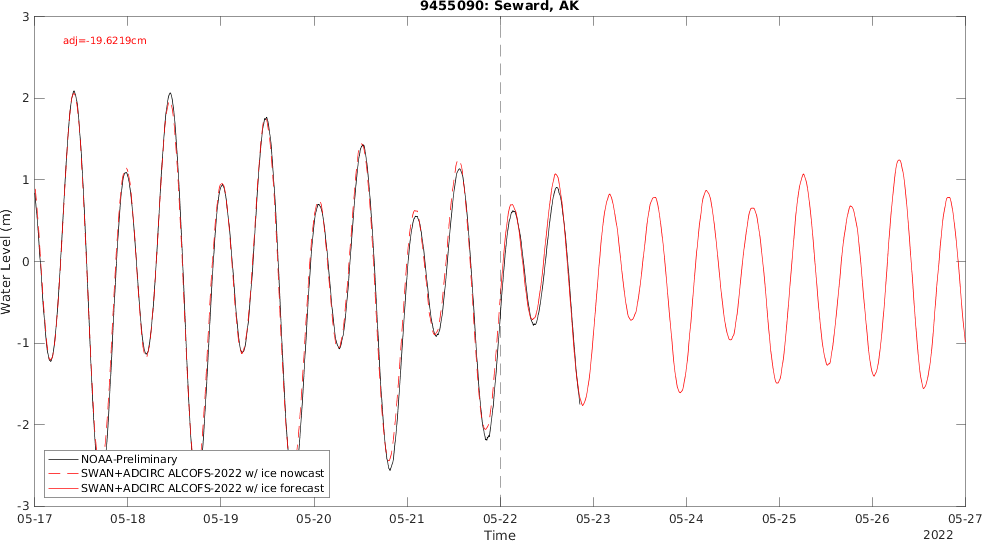 9455090: Seward, AK
adj=-19.6219cm
3
2
1
0
-1
-2
-3
Water Level (m)
NOAA-Preliminary
SWAN+ADCIRC ALCOFS-2022 w/ ice nowcast
SWAN+ADCIRC ALCOFS-2022 w/ ice forecast
05-17 05-18 05-19 05-20 05-21 05-22 05-23 05-24 05-25 05-26 05-27
Time
2022